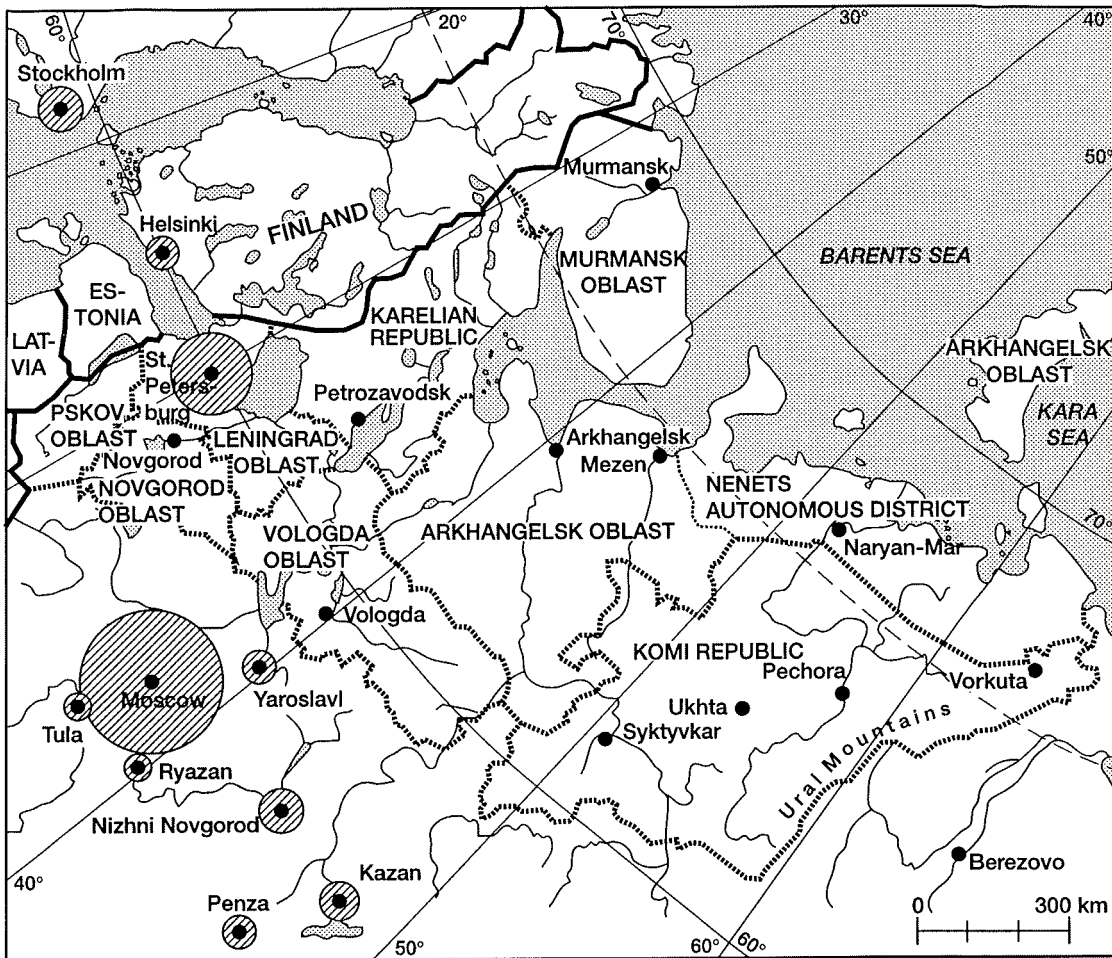 60°
20°
70°
30°
40°
Stockholm
50°
Murmansk
Helsinki
FINLAND
MURMANSK
OBLAST
BARENTS SEA
ES-
TONIA
KARELIAN
REPUBLIC
LAT-
VIA
St.
Peters-
burg
ARKHANGELSK
OBLAST
Petrozavodsk
PSKOV
OBLAST
KARA
SEA
LENINGRAD
OBLAST
Arkhangelsk
Mezen
Novgorod
NOVGOROD
OBLAST
NENETS
AUTONOMOUS DISTRICT
70°
VOLOGDA
OBLAST
ARKHANGELSK OBLAST
Naryan-Mar
Vologda
KOMI REPUBLIC
Pechora
Vorkuta
Moscow
Yaroslavl
Ukhta
Tula
Syktyvkar
Ural Mountains
Ryazan
Nizhni Novgorod
Berezovo
40°
Kazan
Penza
0 300 km
50°
60°
60°